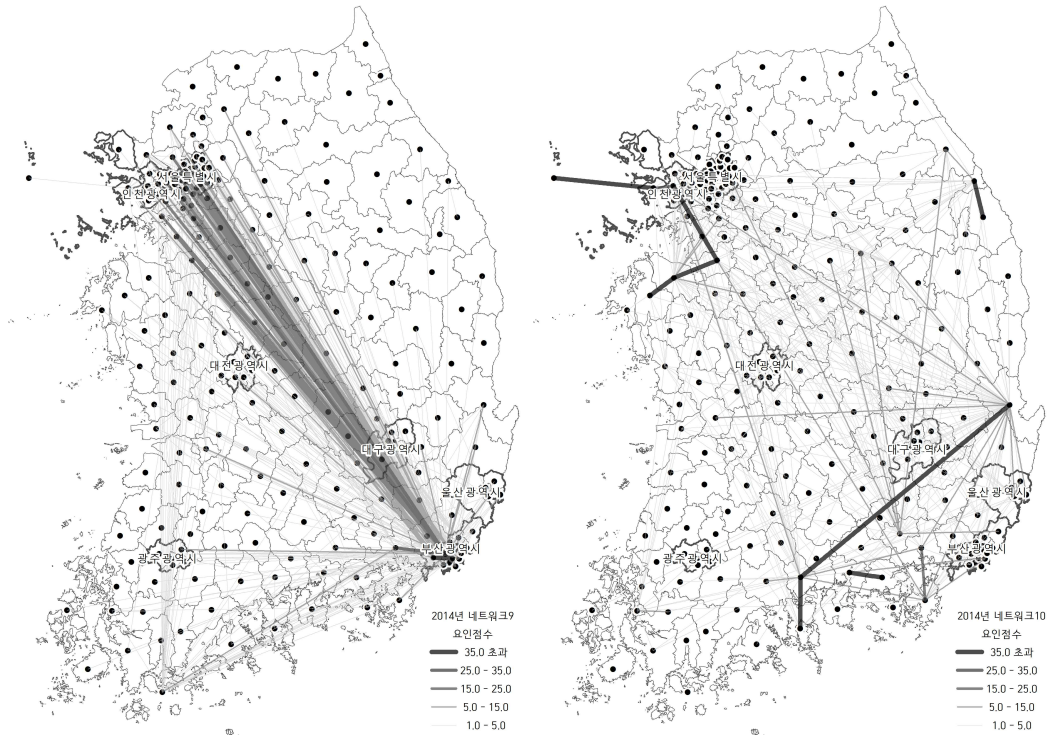 서울특별시
인천광역시
대전광역시
대구광역시
울산광역시
부산광역시
광주광역시
2014년 네트워크9
요인점수
35.0 초과
25.0 - 35.0
15.0 - 25.0
5.0 - 15.0
1.0 - 5.0
서울특별시
인천광역시
대전광역시
대구광역시
울산광역시
부산광역시
광주광역시
2014년 네트워크10
요인점수
35.0 초과
25.0 - 35.0
15.0 - 25.0
5.0 - 15.0
1.0 - 5.0